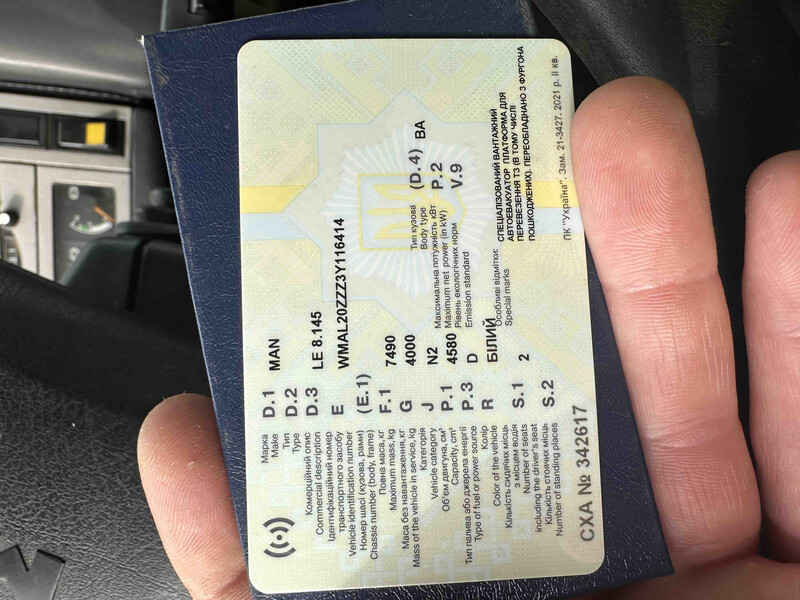 Марка D.1 MAN
Make
Тип D.2
Type
Комерційний опис D.3 LE 8.145
Commercial description
Ідентифікаційний номер E WMAL20ZZZ3Y116414
транспортного засобу
Vehicle identification number
Номер шасі (кузова, рами) (E.1)
Chassis number (body, frame)
Повна маса, кг F.1 7490
Maximum mass, kg
Маса без навантаження, кг G 4000
Mass of the vehicle in service, kg
Категорія J N2
Vehicle category
Об'єм двигуна, см³ P.1 4580
Capacity, cm³
Тип палива або джерела енергії P.3 D
Type of fuel or power source
Колір R БІЛИЙ
Color of the vehicle
Кількість сидячих місць S.1 2
з місцем водія
Number of seats
including the driver's seat
Кількість стоячих місць S.2
Number of standing places
Тип кузова (D.4) BA
Body type
Максимальна потужність кВт P.2
Maximum net power (in kW)
Рівень екологічних норм V.9
Emission standard
Особливі відмітки:
Special marks
СПЕЦІАЛІЗОВАНИЙ ВАНТАЖНИЙ
АВТОЕВАКУАТОР ПЛАТФОРМА ДЛЯ
ПЕРЕВЕЗЕННЯ ТЗ (В ТОМУ ЧИСЛІ
ПОШКОДЖЕНИХ). ПЕРЕОБЛАДНАНО З ФУРГОНА
СХА № 342617
ПК "Україна". Зам. 21-3427. 2021 р. II кв.